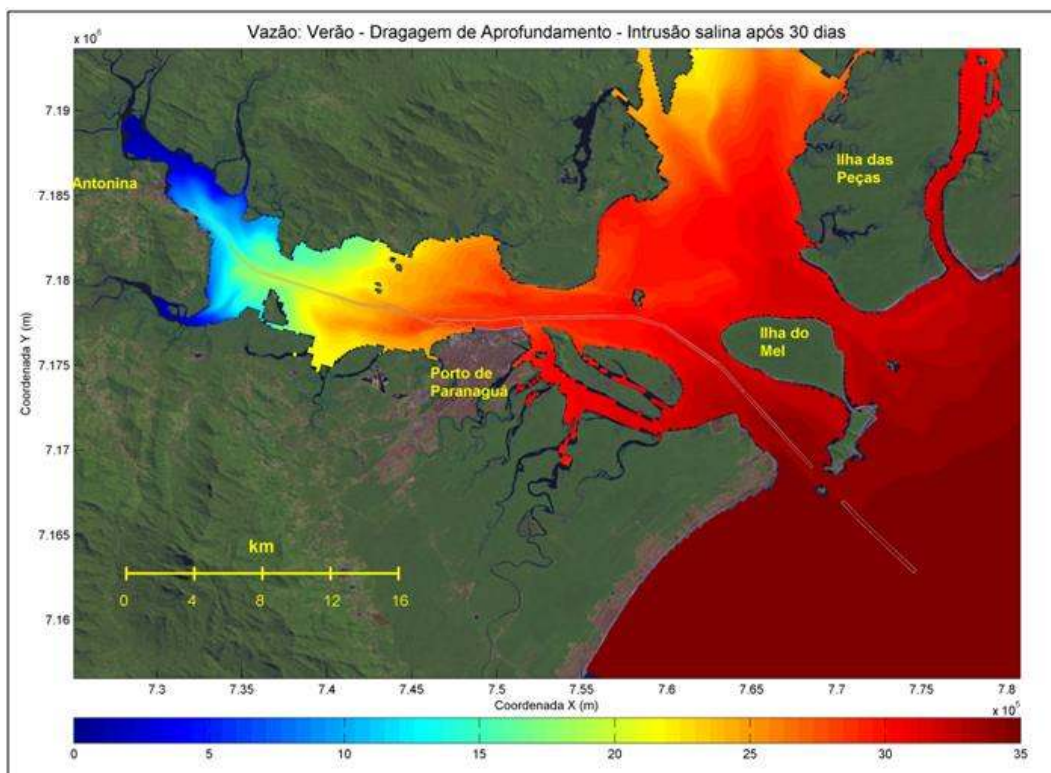 Vazão: Verão - Dragagem de Aprofundamento - Intrusão salina após 30 dias
x 10⁶
7.19
7.185
7.18
7.175
7.17
7.165
7.16
Coordenada Y (m)
Antonina
Ilha das
Peças
Ilha do
Mel
Porto de
Paranaguá
km
0 4 8 12 16
7.3 7.35 7.4 7.45 7.5 7.55 7.6 7.65 7.7 7.75 7.8
Coordenada X (m)
x 10⁵
0 5 10 15 20 25 30 35